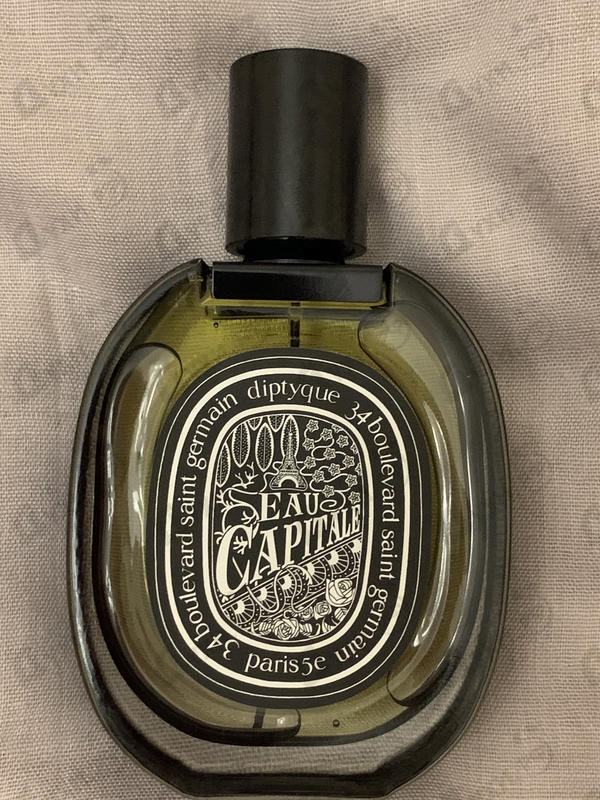 diptyque 34 boulevard saint germain paris 5e 34 boulevard saint germain
EAU
CAPITALE